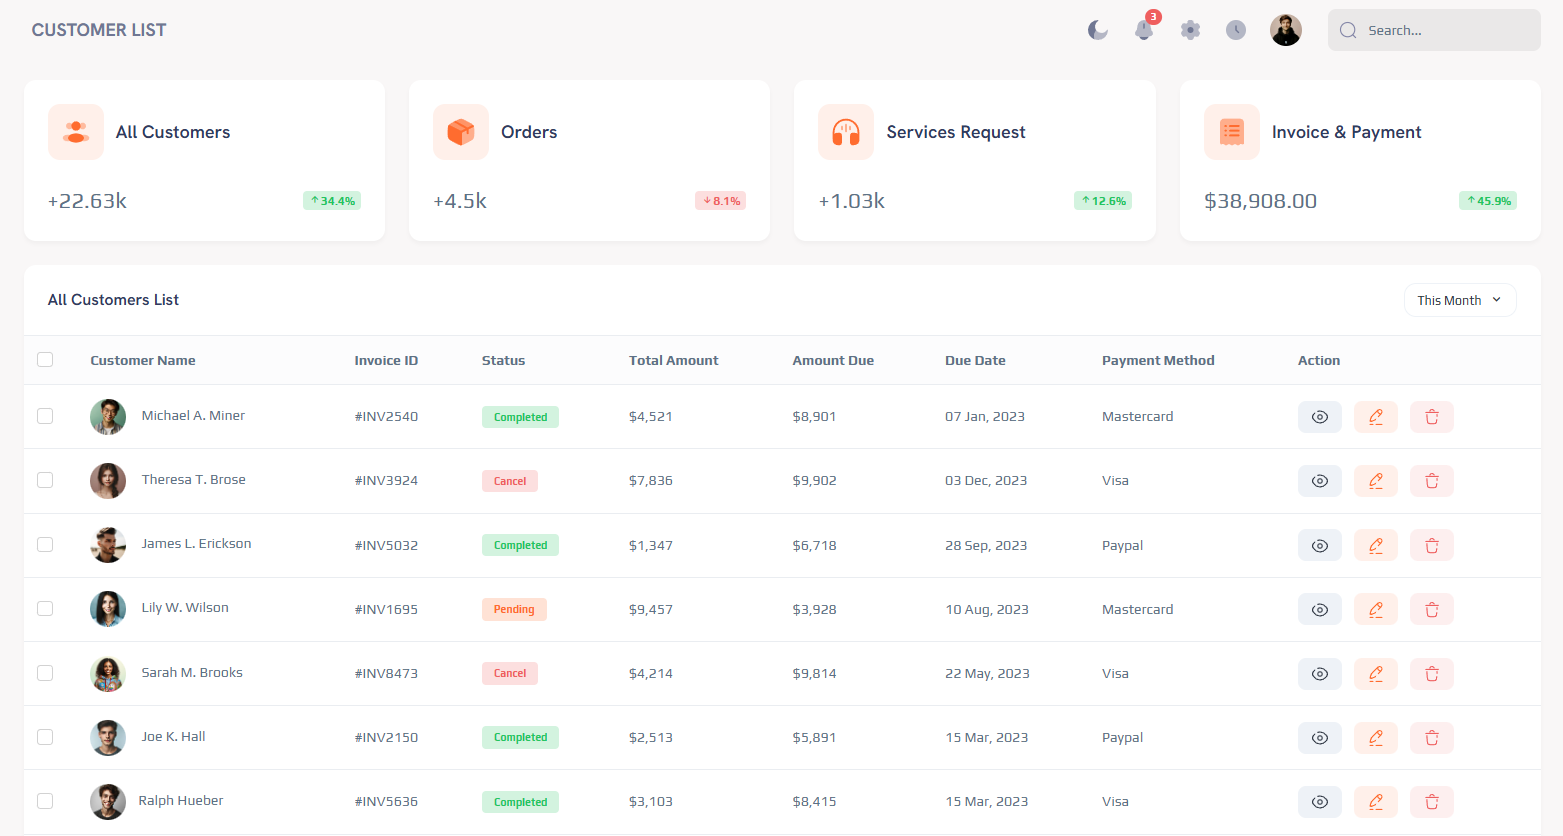 CUSTOMER LIST
3
Search...
All Customers
+22.63k
34.4%
Orders
+4.5k
8.1%
Services Request
+1.03k
12.6%
Invoice & Payment
$38,908.00
45.9%
All Customers List
This Month
Customer Name Invoice ID Status Total Amount Amount Due Due Date Payment Method Action
Michael A. Miner #INV2540 Completed $4,521 $8,901 07 Jan, 2023 Mastercard
Theresa T. Brose #INV3924 Cancel $7,836 $9,902 03 Dec, 2023 Visa
James L. Erickson #INV5032 Completed $1,347 $6,718 28 Sep, 2023 Paypal
Lily W. Wilson #INV1695 Pending $9,457 $3,928 10 Aug, 2023 Mastercard
Sarah M. Brooks #INV8473 Cancel $4,214 $9,814 22 May, 2023 Visa
Joe K. Hall #INV2150 Completed $2,513 $5,891 15 Mar, 2023 Paypal
Ralph Hueber #INV5636 Completed $3,103 $8,415 15 Mar, 2023 Visa